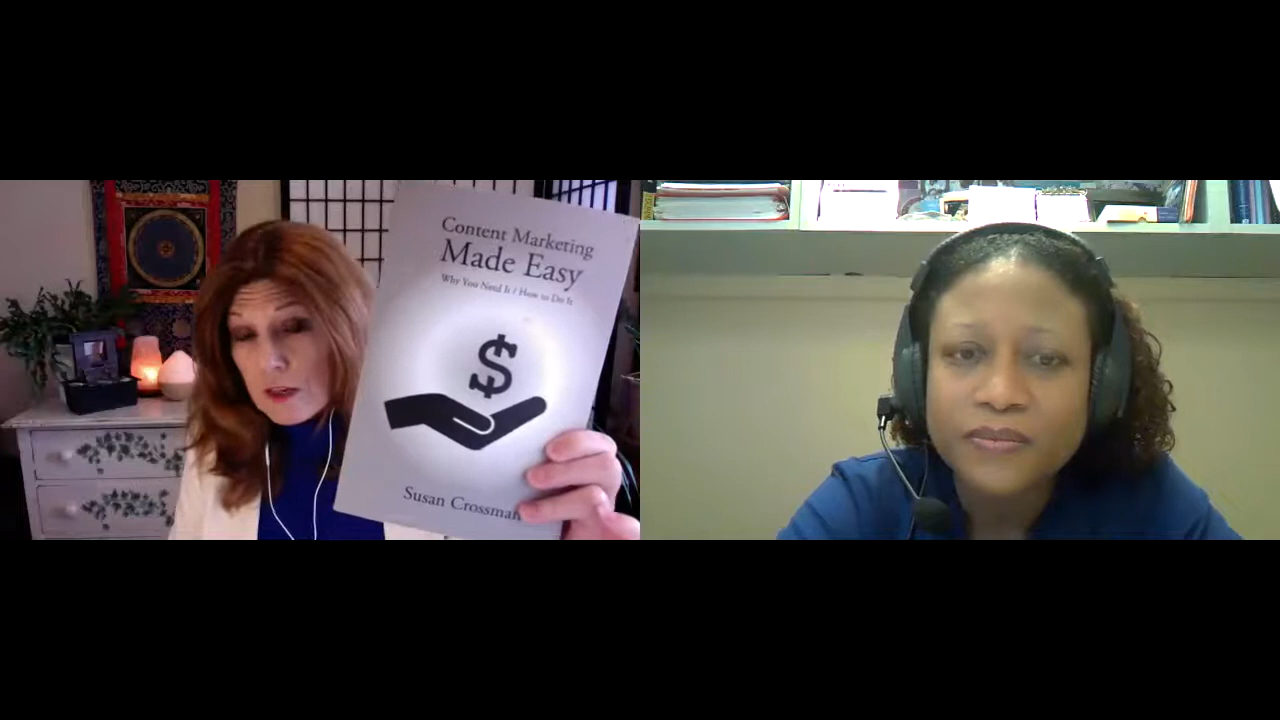 Content Marketing
Made Easy
Why You Need It / How to Do It
$
Susan Crossman